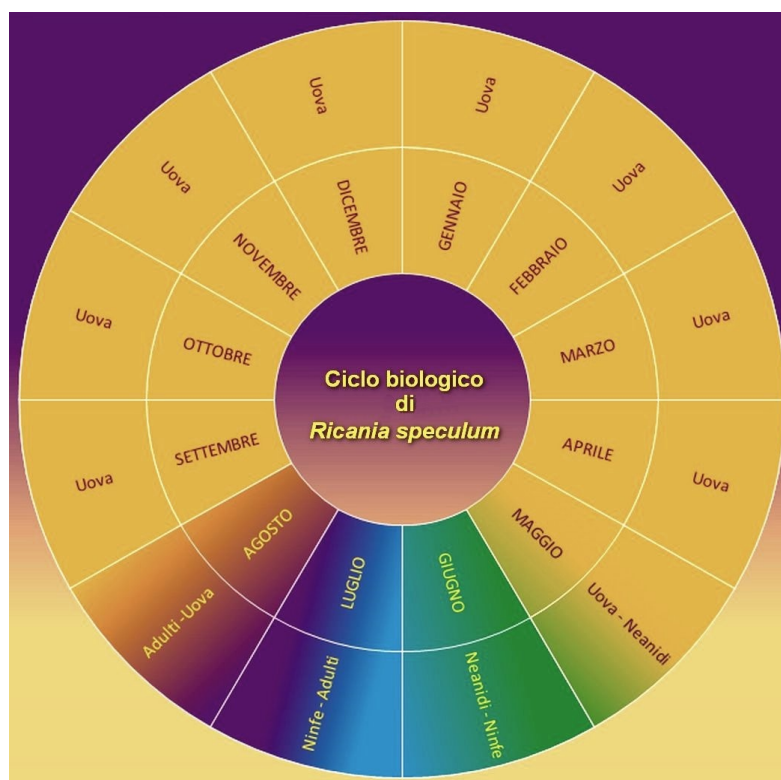 Ciclo biologico
di
Ricania speculum
GENNAIO
Uova
FEBBRAIO
Uova
MARZO
Uova
APRILE
Uova
MAGGIO
Uova - Neanidi
GIUGNO
Neanidi - Ninfe
LUGLIO
Ninfe - Adulti
AGOSTO
Adulti -Uova
SETTEMBRE
Uova
OTTOBRE
Uova
NOVEMBRE
Uova
DICEMBRE
Uova